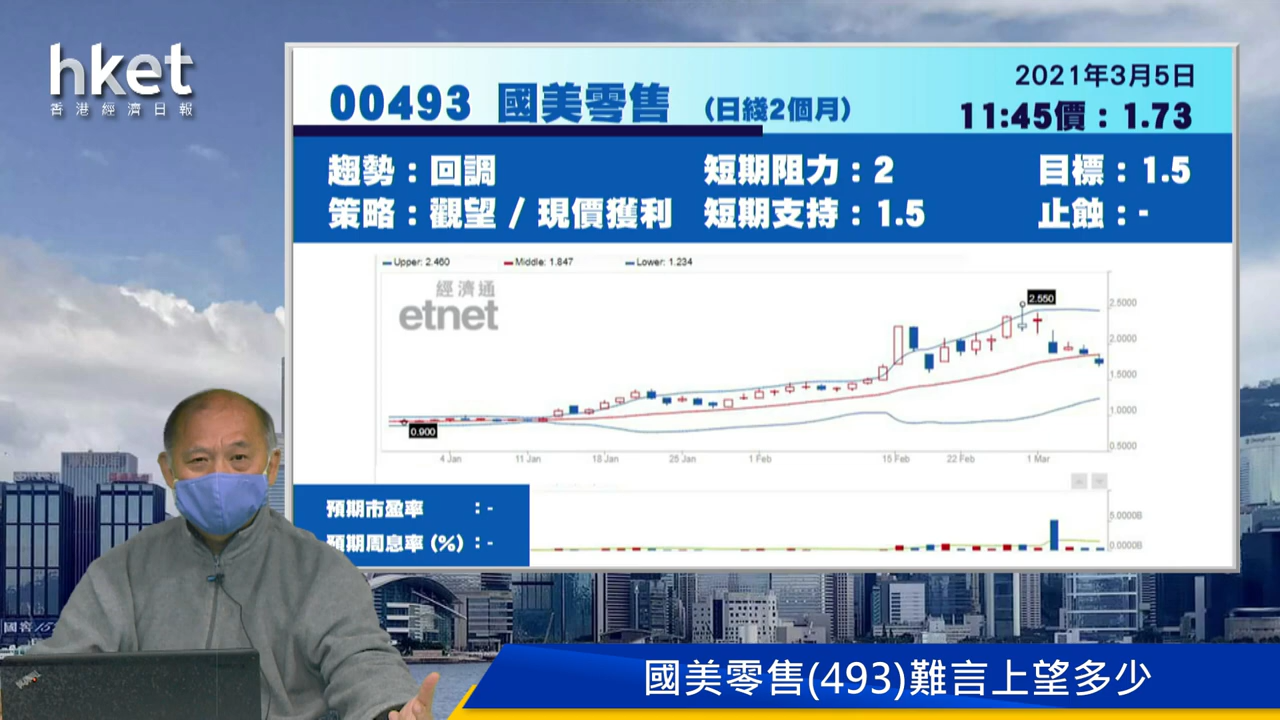 hket
香港經濟日報
00493 國美零售 (日綫2個月)
2021年3月5日
11:45價：1.73
趨勢：回調 短期阻力：2 目標：1.5
策略：觀望 / 現價獲利 短期支持：1.5 止蝕：-
Upper: 2.460 Middle: 1.847 Lower: 1.234
經濟通
etnet
2.550
2.5000
2.0000
1.5000
1.0000
0.900
0.5000
4 Jan 11 Jan 18 Jan 25 Jan 1 Feb 15 Feb 22 Feb 1 Mar
預期市盈率 ：-
預期周息率 (%) ：-
5.0000B
0.0000B
國美零售(493)難言上望多少